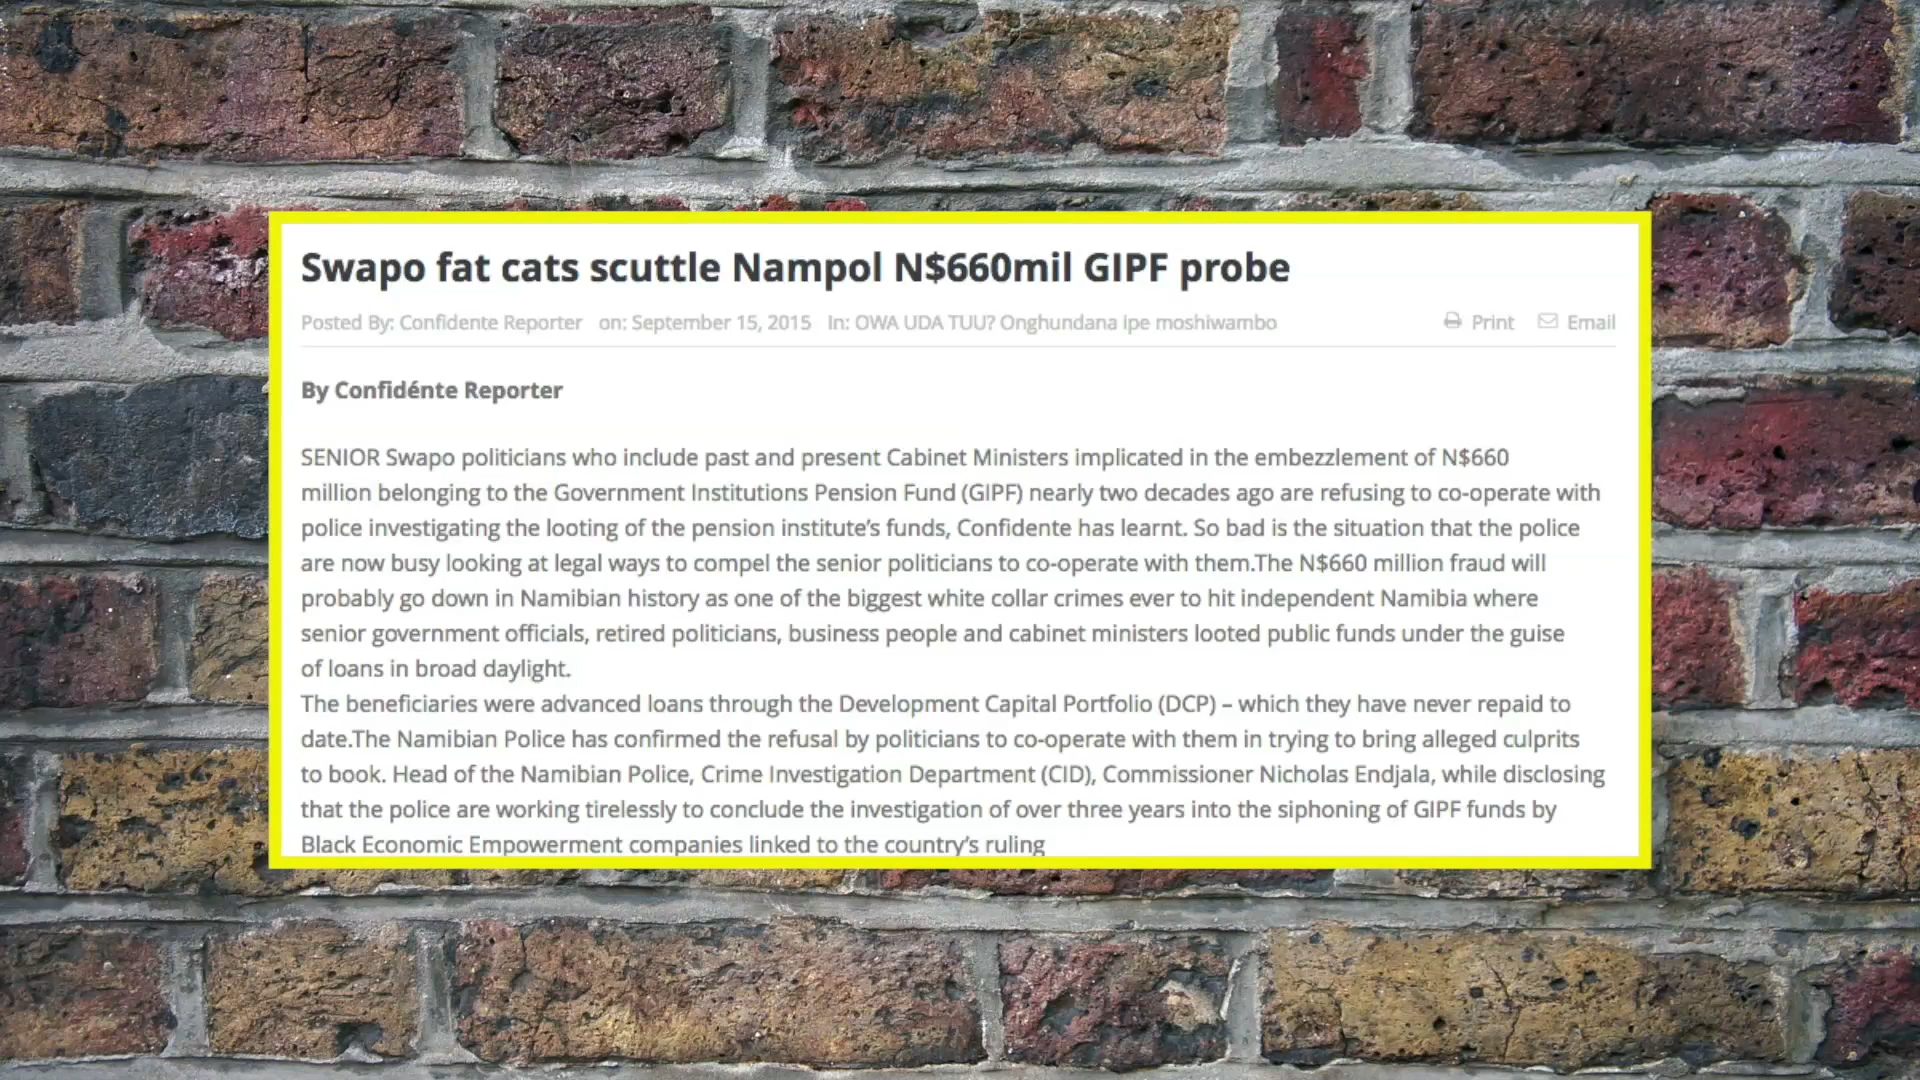 Swapo fat cats scuttle Nampol N$660mil GIPF probe
Posted By: Confidente Reporter on: September 15, 2015 In: OWA UDA TUU? Onghundana ipe moshiwambo Print Email
By Confidénte Reporter
SENIOR Swapo politicians who include past and present Cabinet Ministers implicated in the embezzlement of N$660
million belonging to the Government Institutions Pension Fund (GIPF) nearly two decades ago are refusing to co-operate with
police investigating the looting of the pension institute's funds, Confidente has learnt. So bad is the situation that the police
are now busy looking at legal ways to compel the senior politicians to co-operate with them.The N$660 million fraud will
probably go down in Namibian history as one of the biggest white collar crimes ever to hit independent Namibia where
senior government officials, retired politicians, business people and cabinet ministers looted public funds under the guise
of loans in broad daylight.
The beneficiaries were advanced loans through the Development Capital Portfolio (DCP) – which they have never repaid to
date.The Namibian Police has confirmed the refusal by politicians to co-operate with them in trying to bring alleged culprits
to book. Head of the Namibian Police, Crime Investigation Department (CID), Commissioner Nicholas Endjala, while disclosing
that the police are working tirelessly to conclude the investigation of over three years into the siphoning of GIPF funds by
Black Economic Empowerment companies linked to the country's ruling